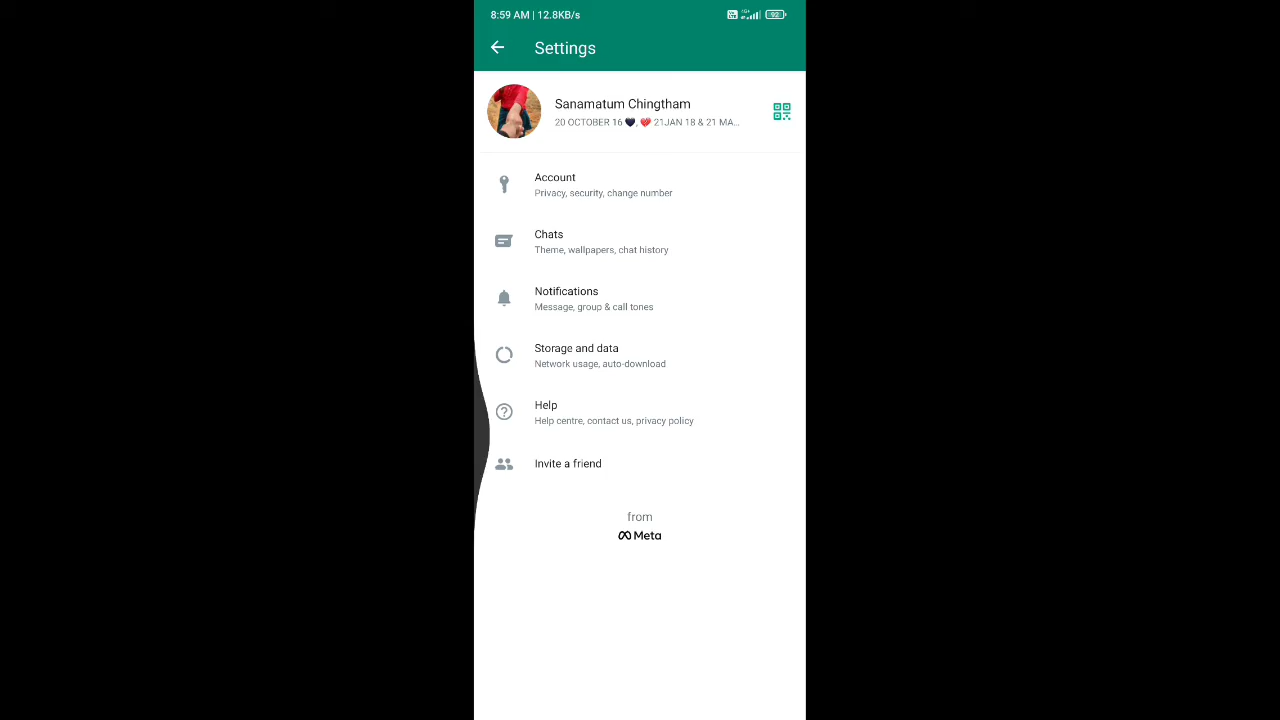 8:59 AM | 12.8KB/s
92
Settings
Sanamatum Chingtham
20 OCTOBER 16 🖤, 💔 21JAN 18 & 21 MA...
Account
Privacy, security, change number
Chats
Theme, wallpapers, chat history
Notifications
Message, group & call tones
Storage and data
Network usage, auto-download
Help
Help centre, contact us, privacy policy
Invite a friend
from
Meta